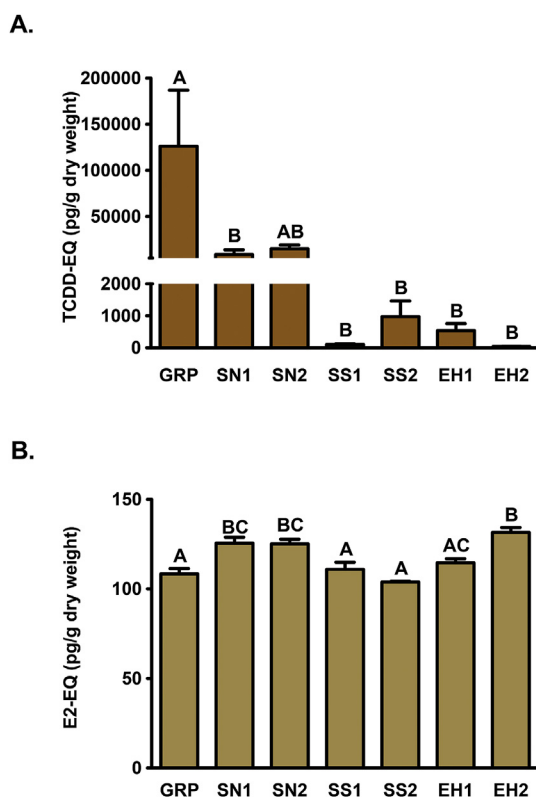 A.
TCDD-EQ (pg/g dry weight)
200000
150000
100000
50000
2000
1000
0
A
B
AB
B
B
B
B
GRP SN1 SN2 SS1 SS2 EH1 EH2
B.
E2-EQ (pg/g dry weight)
150
100
50
0
A
BC
BC
A
A
AC
B
GRP SN1 SN2 SS1 SS2 EH1 EH2